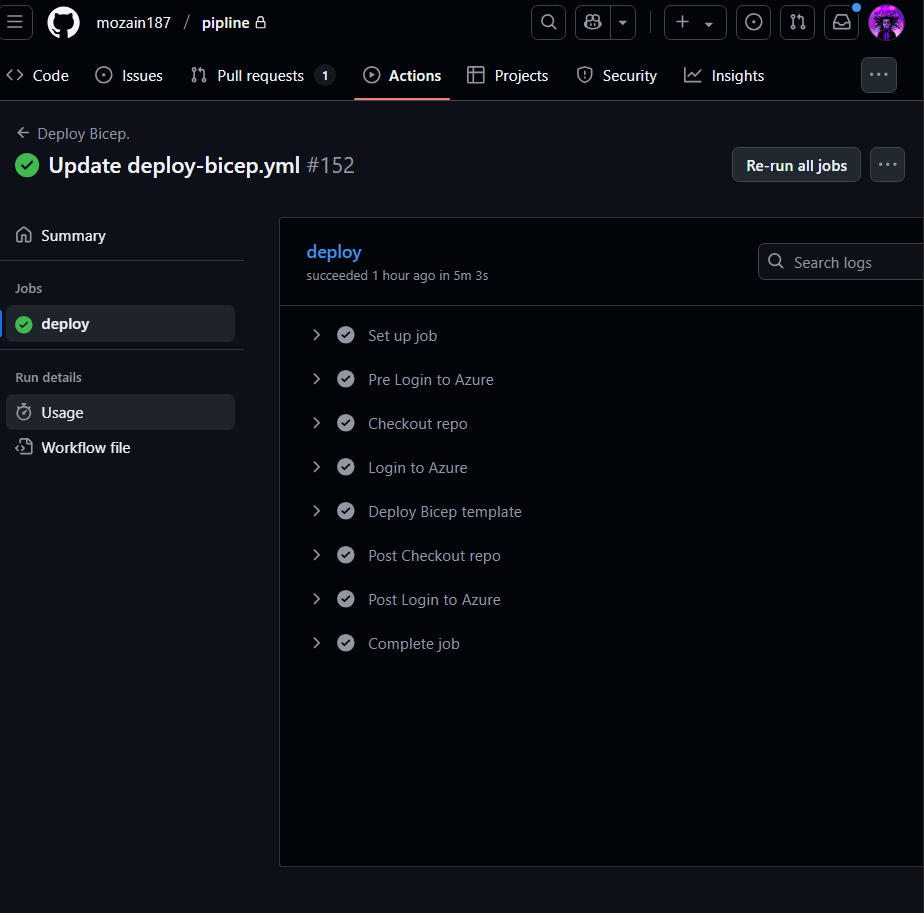 mozain187 / pipline
Code
Issues
Pull requests 1
Actions
Projects
Security
Insights
Deploy Bicep.
Update deploy-bicep.yml #152
Re-run all jobs
Summary
Jobs
deploy
Run details
Usage
Workflow file
deploy
succeeded 1 hour ago in 5m 3s
Search logs
Set up job
Pre Login to Azure
Checkout repo
Login to Azure
Deploy Bicep template
Post Checkout repo
Post Login to Azure
Complete job